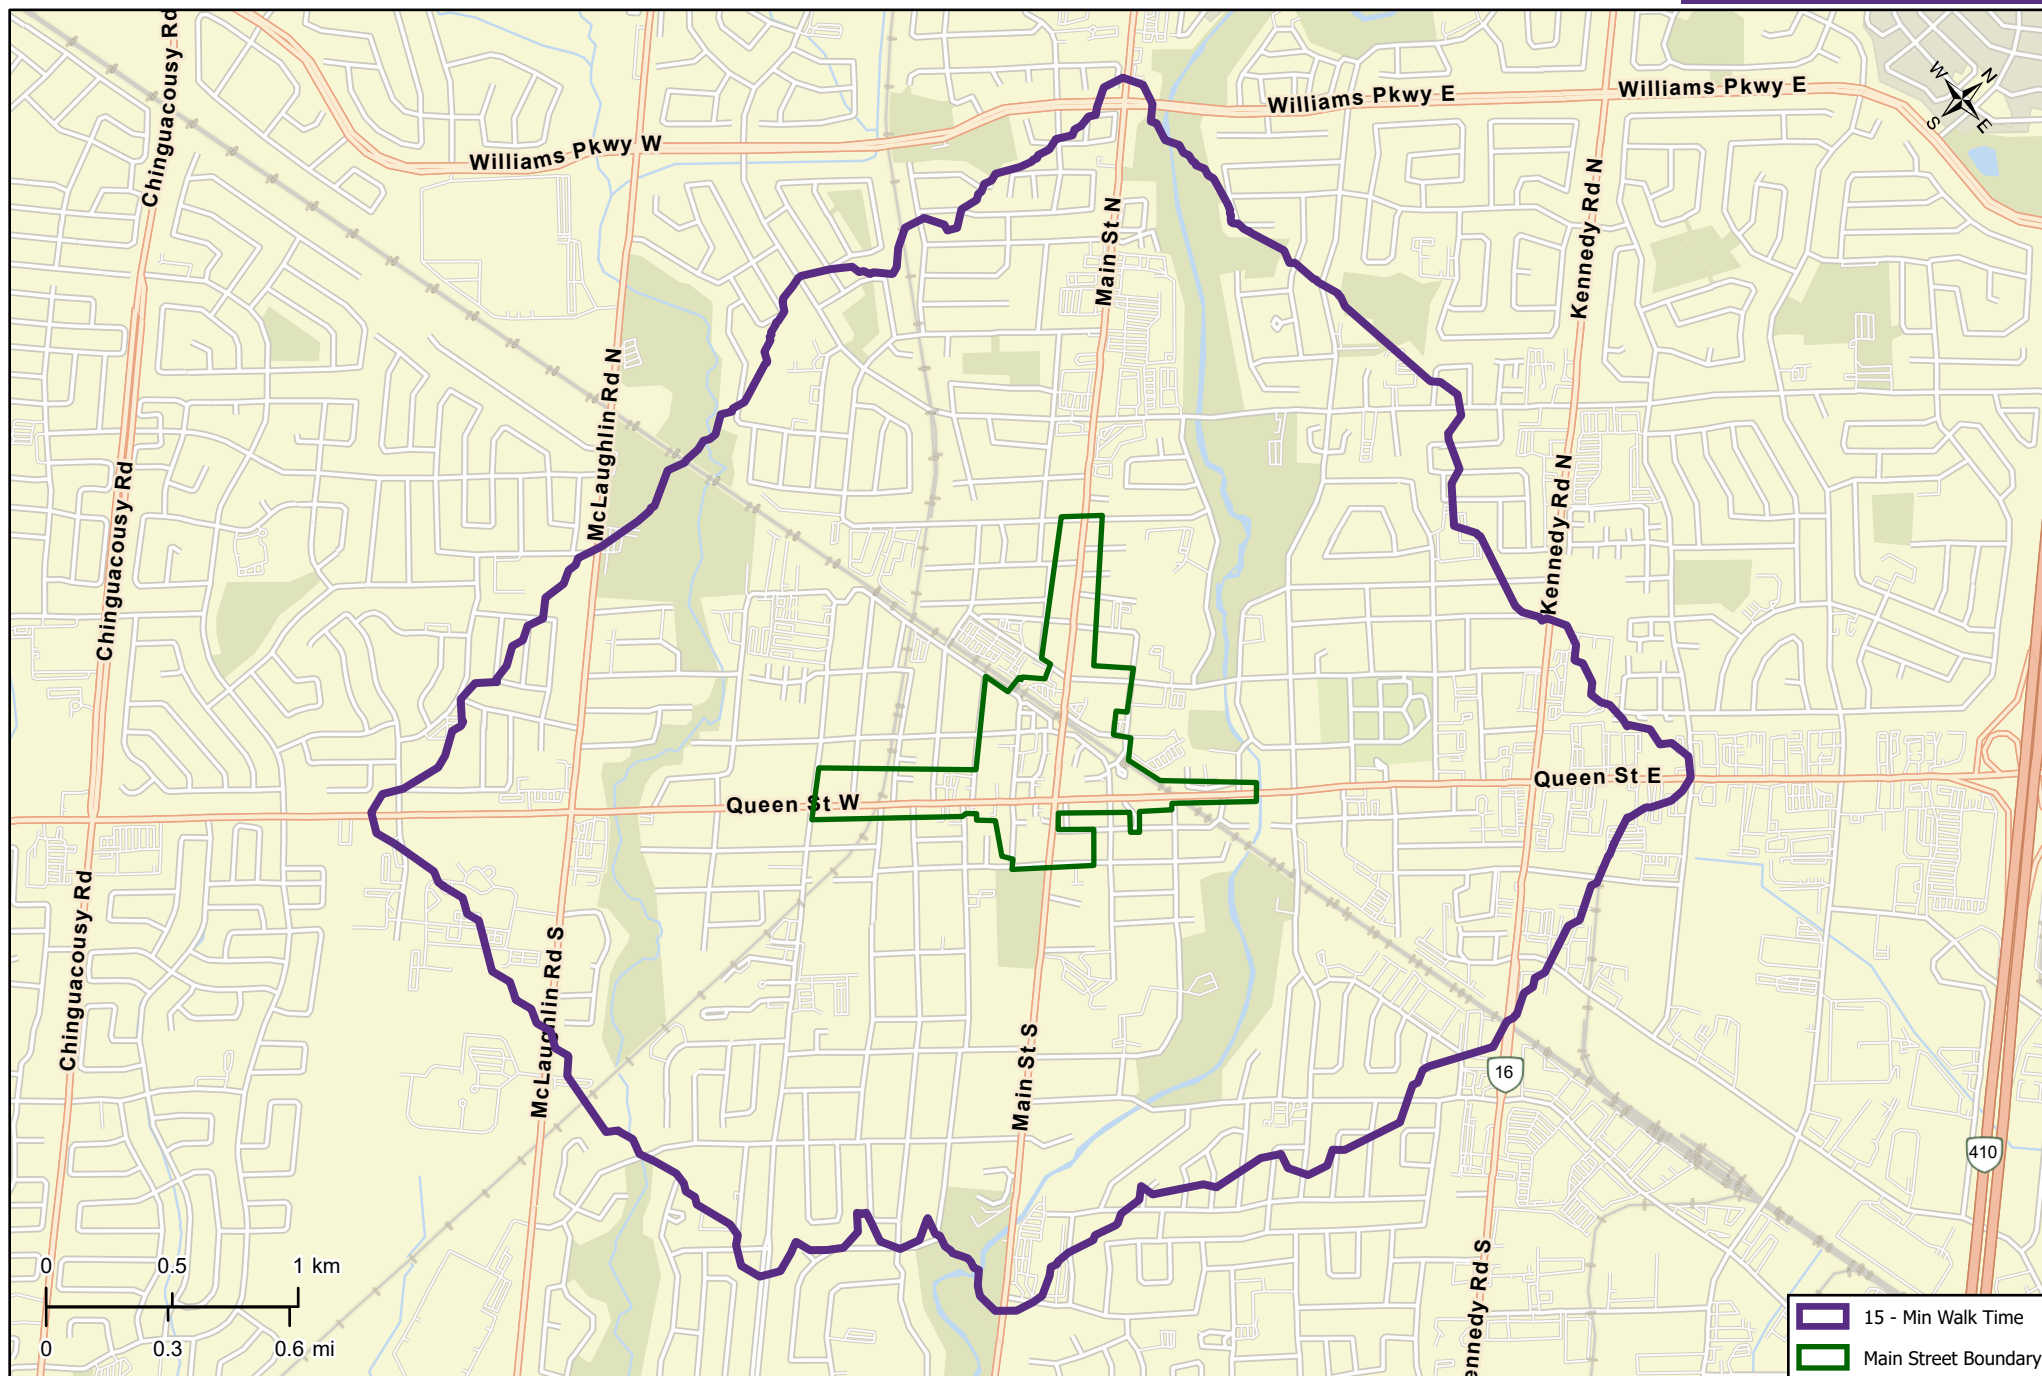 Chinguacousy Rd
Williams Pkwy W
Williams Pkwy E
Williams Pkwy E
W
N
S
E
Main St N
Kennedy Rd N
McLaughlin Rd N
Chinguacousy Rd
Kennedy Rd N
Queen St W
Queen St E
Chinguacousy Rd
McLaughlin Rd S
Main St S
16
410
ennedy Rd S
0
0.5
1 km
0
0.3
0.6 mi
15 - Min Walk Time
Main Street Boundary